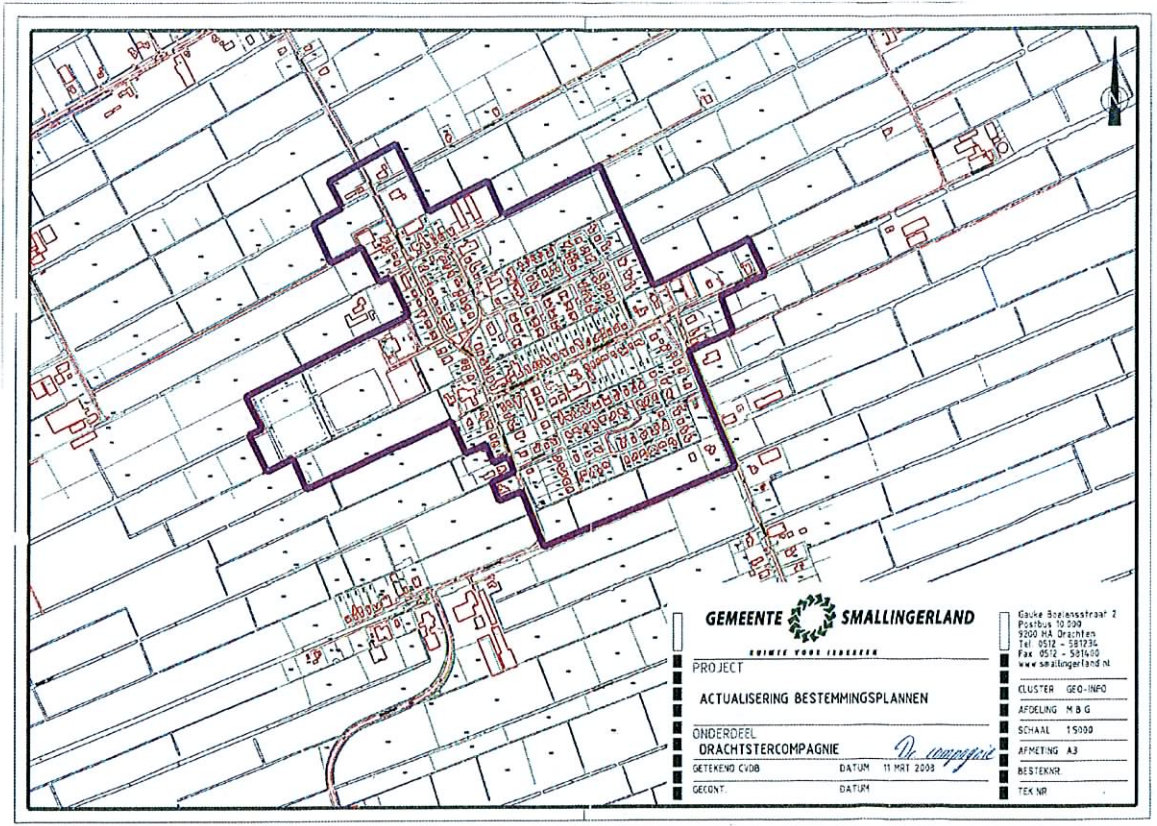 GEMEENTE SMALLINGERLAND
RUIMTE VOOR IEDEREEN
PROJECT
ACTUALISERING BESTEMMINGSPLANNEN
ONDERDEEL
DRACHTSTERCOMPAGNIE
Dr. compagnie
GETEKEND CVDB
DATUM 11 MRT 2008
GECONT.
DATUM
Gauke Boelensstraat 2
Postbus 10.000
9200 HA Drachten
Tel. 0512 - 581234
Fax 0512 - 581400
www.smallingerland.nl
CLUSTER GEO-INFO
AFDELING M B G
SCHAAL 1:5000
AFMETING A3
BESTEKNR.
TEK NR
N